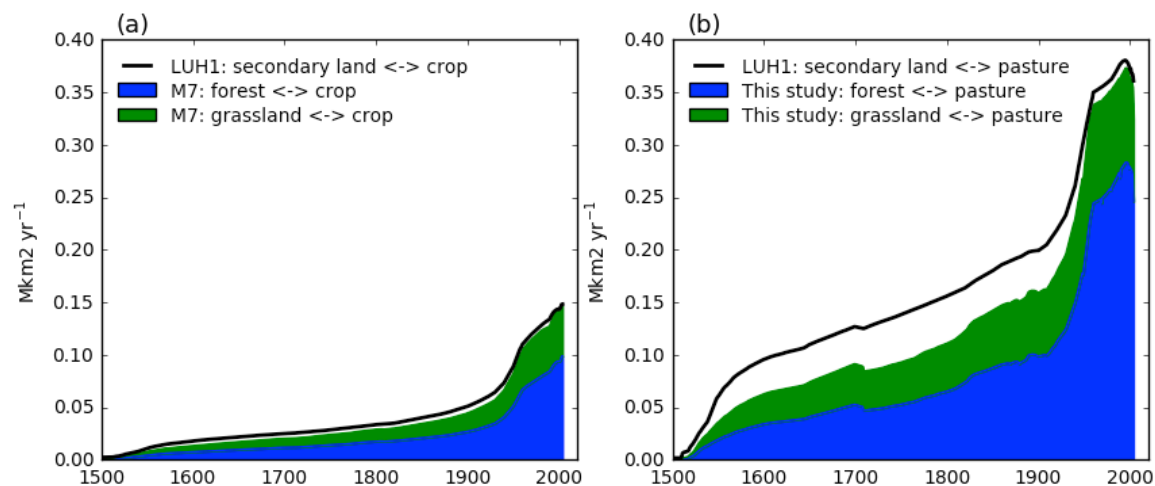 (a)
0.40
0.35
0.30
0.25
0.20
0.15
0.10
0.05
0.00
Mkm2 yr⁻¹
LUH1: secondary land <-> crop
M7: forest <-> crop
M7: grassland <-> crop
1500 1600 1700 1800 1900 2000
(b)
0.40
0.35
0.30
0.25
0.20
0.15
0.10
0.05
0.00
Mkm2 yr⁻¹
LUH1: secondary land <-> pasture
This study: forest <-> pasture
This study: grassland <-> pasture
1500 1600 1700 1800 1900 2000